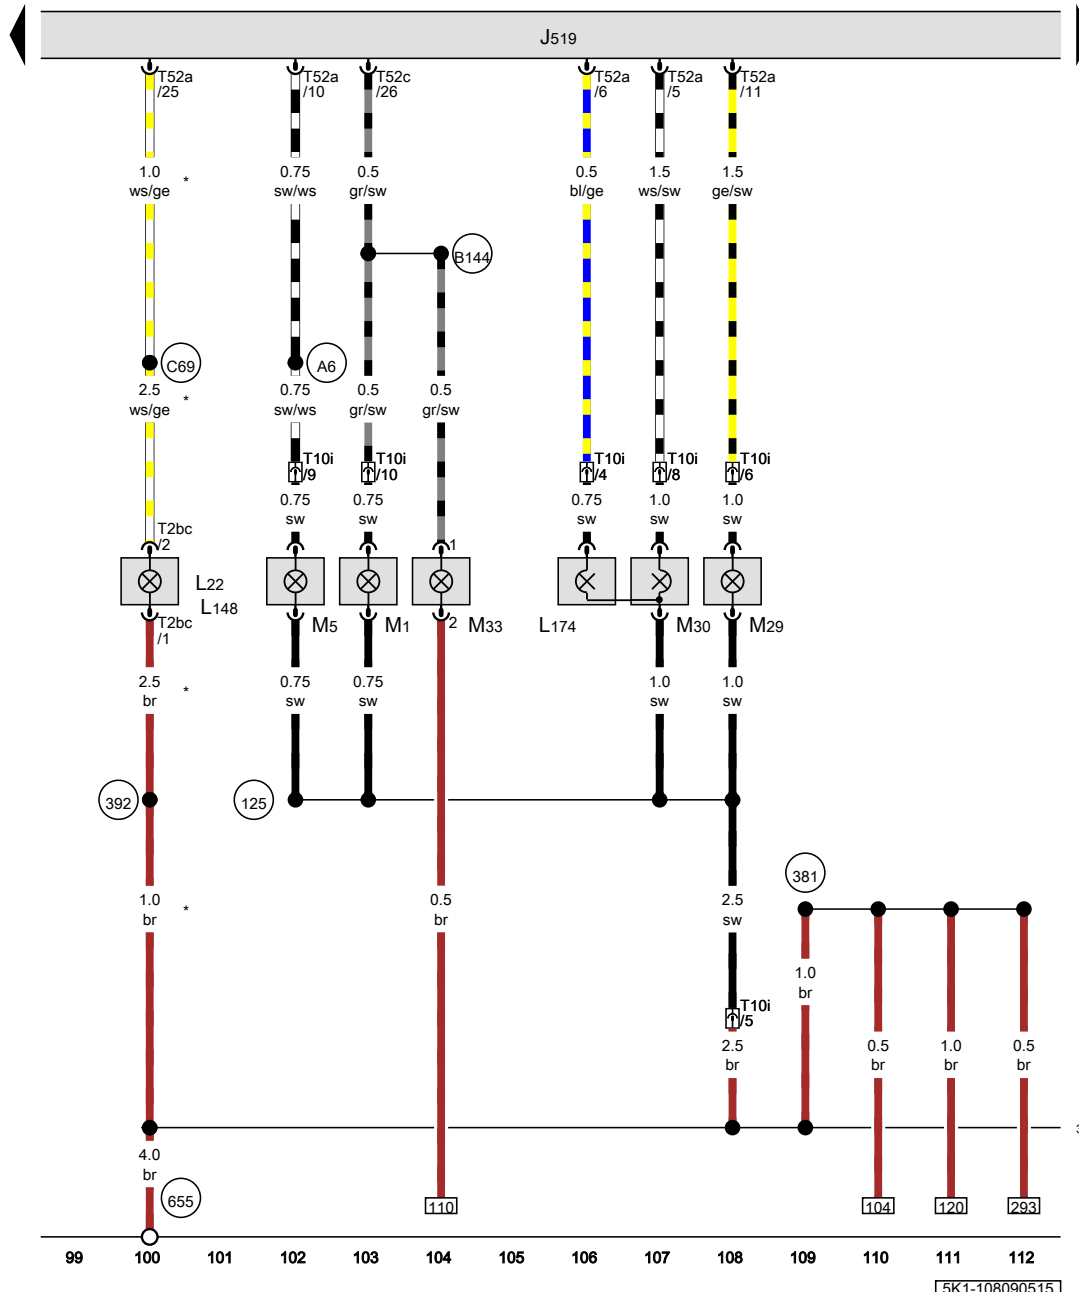 J519
T52a
/25
T52a
/10
T52c
/26
T52a
/6
T52a
/5
T52a
/11
1.0
ws/ge
*
0.75
sw/ws
0.5
gr/sw
0.5
bl/ge
1.5
ws/sw
1.5
ge/sw
B144
C69
A6
2.5
ws/ge
*
0.75
sw/ws
0.5
gr/sw
0.5
gr/sw
T10i
/9
T10i
/10
T10i
/4
T10i
/8
T10i
/6
0.75
sw
0.75
sw
0.75
sw
1.0
sw
1.0
sw
T2bc
/2
1
L22
L148
T2bc
/1
M5
M1
2
M33
L174
M30
M29
2.5
br
*
0.75
sw
0.75
sw
1.0
sw
1.0
sw
392
125
381
1.0
br
*
0.5
br
2.5
sw
1.0
br
T10i
/5
2.5
br
0.5
br
1.0
br
0.5
br
3
4.0
br
655
110
104
120
293
99 100 101 102 103 104 105 106 107 108 109 110 111 112
5K1-108090515